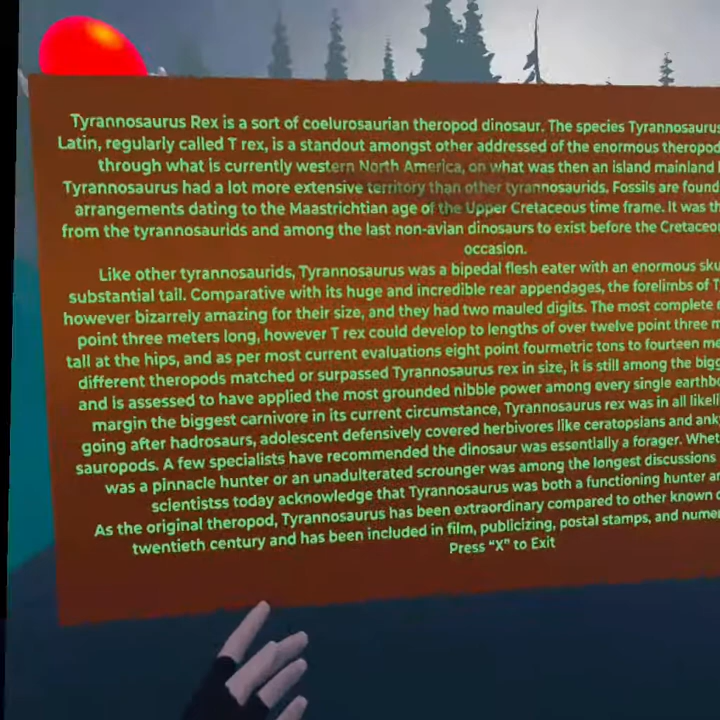 Tyrannosaurus Rex is a sort of coelurosaurian theropod dinosaur. The species Tyrannosaurus
Latin, regularly called T rex, is a standout amongst other addressed of the enormous theropod
through what is currently western North America, on what was then an island mainland
Tyrannosaurus had a lot more extensive territory than other tyrannosaurids. Fossils are found
arrangements dating to the Maastrichtian age of the Upper Cretaceous time frame. It was th
from the tyrannosaurids and among the last non-avian dinosaurs to exist before the Cretaceou
occasion.
Like other tyrannosaurids, Tyrannosaurus was a bipedal flesh eater with an enormous sku
substantial tail. Comparative with its huge and incredible rear appendages, the forelimbs of T
however bizarrely amazing for their size, and they had two mauled digits. The most complete
point three meters long, however T rex could develop to lengths of over twelve point three m
tall at the hips, and as per most current evaluations eight point fourmetric tons to fourteen me
different theropods matched or surpassed Tyrannosaurus rex in size, it is still among the bigg
and is assessed to have applied the most grounded nibble power among every single earthbo
margin the biggest carnivore in its current circumstance, Tyrannosaurus rex was in all likeli
going after hadrosaurs, adolescent defensively covered herbivores like ceratopsians and ank
sauropods. A few specialists have recommended the dinosaur was essentially a forager. Whet
was a pinnacle hunter or an unadulterated scrounger was among the longest discussions
scientistss today acknowledge that Tyrannosaurus was both a functioning hunter an
As the original theropod, Tyrannosaurus has been extraordinary compared to other known
twentieth century and has been included in film, publicizing, postal stamps, and nume
Press “X” to Exit